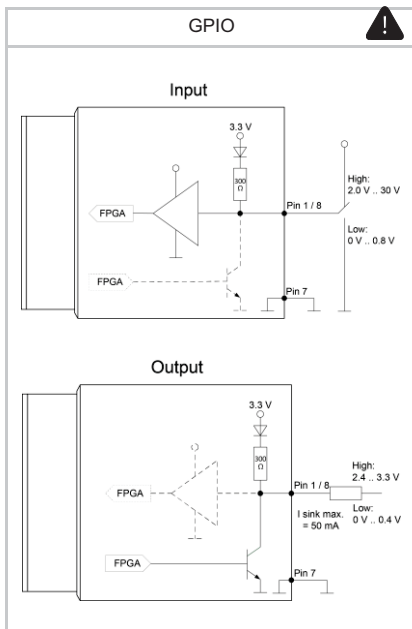 GPIO
!
Input
3.3 V
300
Ω
High:
2.0 V .. 30 V
FPGA
Pin 1 / 8
Low:
0 V .. 0.8 V
FPGA
Pin 7
Output
3.3 V
300
Ω
High:
2.4 .. 3.3 V
FPGA
Pin 1 / 8
I sink max.
= 50 mA
Low:
0 V .. 0.4 V
FPGA
Pin 7